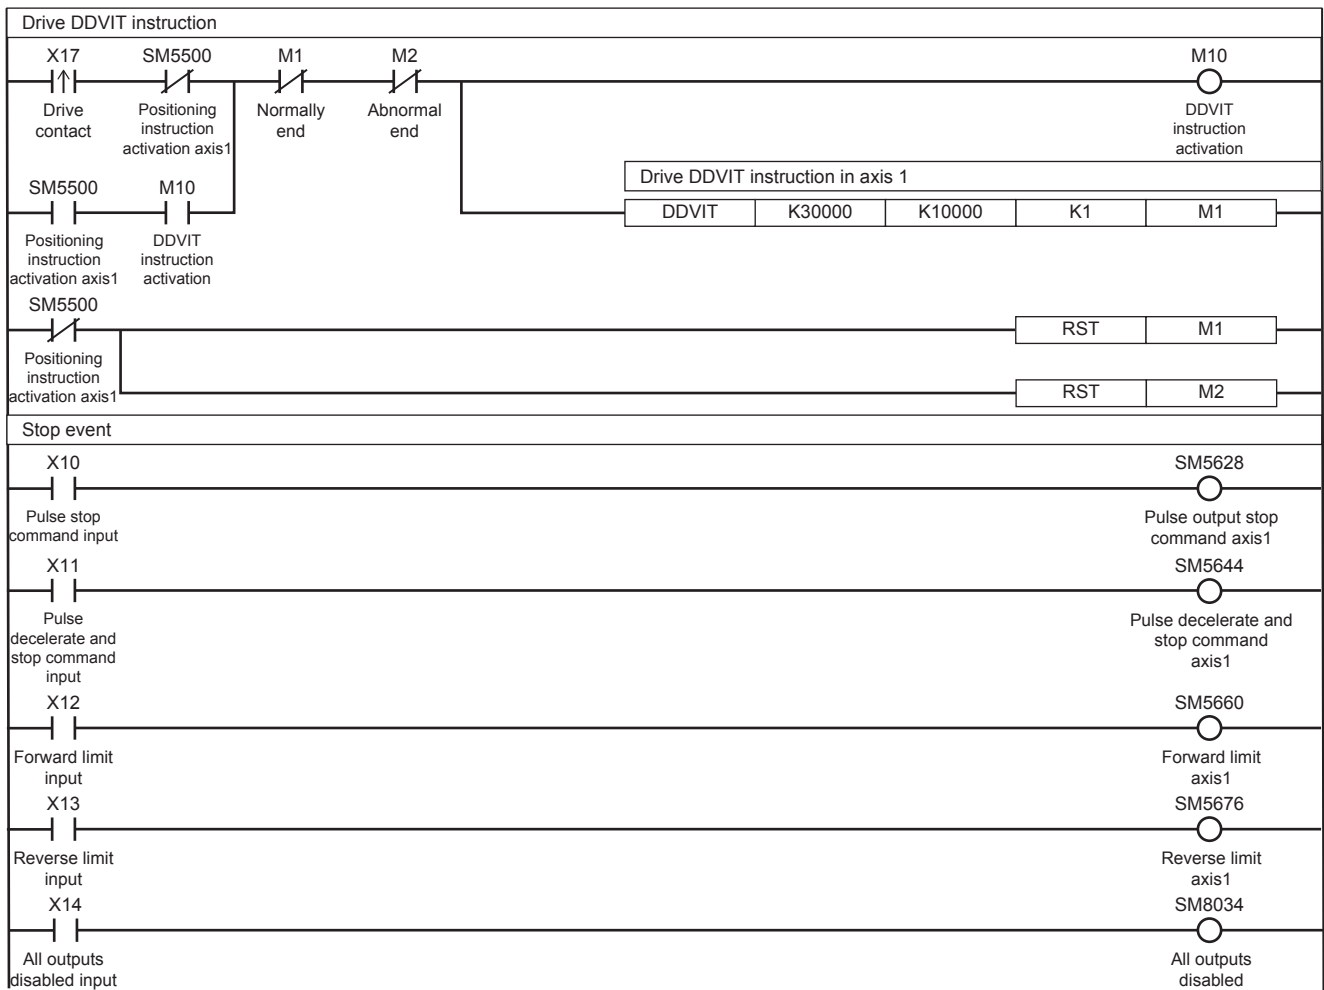 Drive DDVIT instruction
X17 SM5500 M1 M2 M10
Drive contact
Positioning instruction activation axis1
Normally end
Abnormal end
DDVIT instruction activation
Drive DDVIT instruction in axis 1
SM5500 M10
DDVIT K30000 K10000 K1 M1
Positioning instruction activation axis1
DDVIT instruction activation
SM5500
RST M1
Positioning instruction activation axis1
RST M2
Stop event
X10 SM5628
Pulse stop command input
Pulse output stop command axis1
X11 SM5644
Pulse decelerate and stop command input
Pulse decelerate and stop command axis1
X12 SM5660
Forward limit input
Forward limit axis1
X13 SM5676
Reverse limit input
Reverse limit axis1
X14 SM8034
All outputs disabled input
All outputs disabled